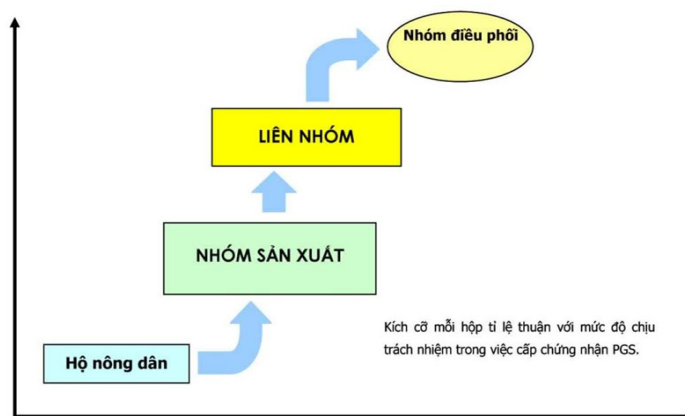 Nhóm điều phối
LIÊN NHÓM
NHÓM SẢN XUẤT
Hộ nông dân
Kích cỡ mỗi hộp tỉ lệ thuận với mức độ chịu
trách nhiệm trong việc cấp chứng nhận PGS.